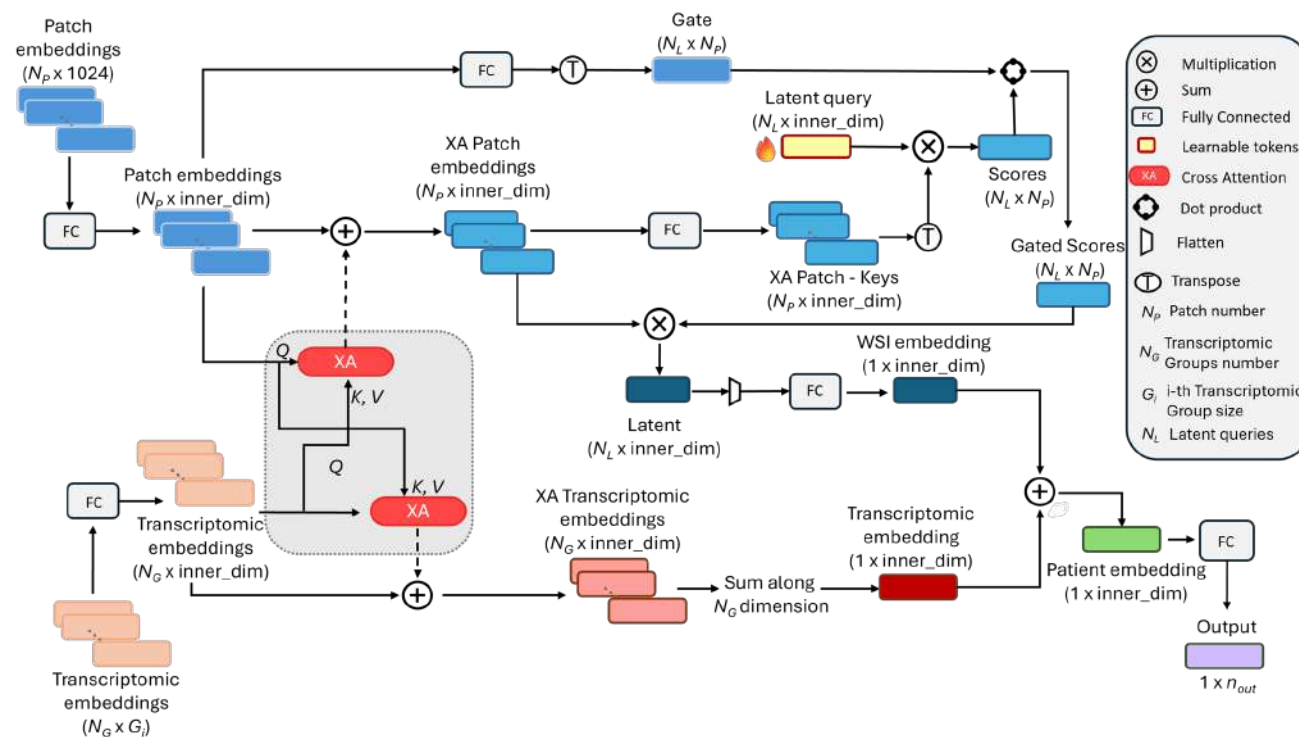 Patch
embeddings
(N_P x 1024)
FC
Patch embeddings
(N_P x inner_dim)
FC
T
Gate
(N_L x N_P)
Latent query
(N_L x inner_dim)
Scores
(N_L x N_P)
XA Patch
embeddings
(N_P x inner_dim)
FC
XA Patch - Keys
(N_P x inner_dim)
T
Gated Scores
(N_L x N_P)
Q
XA
K, V
Q
K, V
XA
Latent
(N_L x inner_dim)
FC
WSI embedding
(1 x inner_dim)
FC
Transcriptomic
embeddings
(N_G x inner_dim)
Transcriptomic
embeddings
(N_G x G_i)
XA Transcriptomic
embeddings
(N_G x inner_dim)
Sum along
N_G dimension
Transcriptomic
embedding
(1 x inner_dim)
Patient embedding
(1 x inner_dim)
FC
Output
1 x n_out
Multiplication
Sum
FC Fully Connected
Learnable tokens
XA Cross Attention
Dot product
Flatten
T Transpose
N_P Patch number
N_G Transcriptomic
Groups number
G_i i-th Transcriptomic
Group size
N_L Latent queries